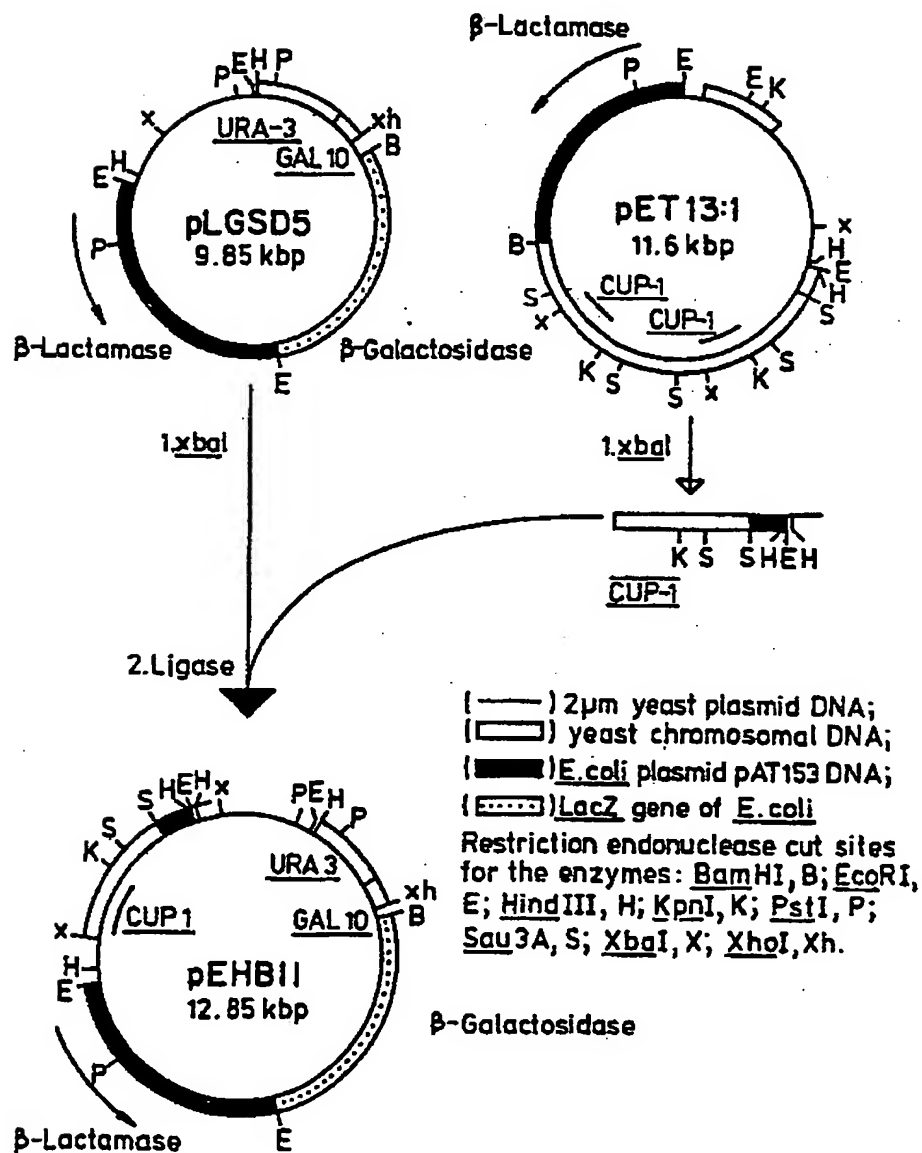 β-Lactamase
P E H P
x
xh
B
URA-3
GAL 10
H
E
pLGSD5
9.85 kbp
P
β-Lactamase
β-Galactosidase
E
β-Lactamase
P
E
E
K
pET13:1
11.6 kbp
x
H
E
H
S
B
S
x
CUP-1
CUP-1
K
S
S
x
K
S
1.xbaI
1.xbaI
K S S H E H
CUP-1
2.Ligase
(——) 2µm yeast plasmid DNA;
( ) yeast chromosomal DNA;
( ) E.coli plasmid pAT153 DNA;
( ) LacZ gene of E.coli
Restriction endonuclease cut sites
for the enzymes: BamHI, B; EcoRI,
E; HindIII, H; KpnI, K; PstI, P;
Sau3A, S; XbaI, X; XhoI, Xh.
S H E H x
S
K
x
H
E
P E H P
URA 3
xh
B
GAL 10
CUP 1
pEHB11
12.85 kbp
β-Galactosidase
P
β-Lactamase
E